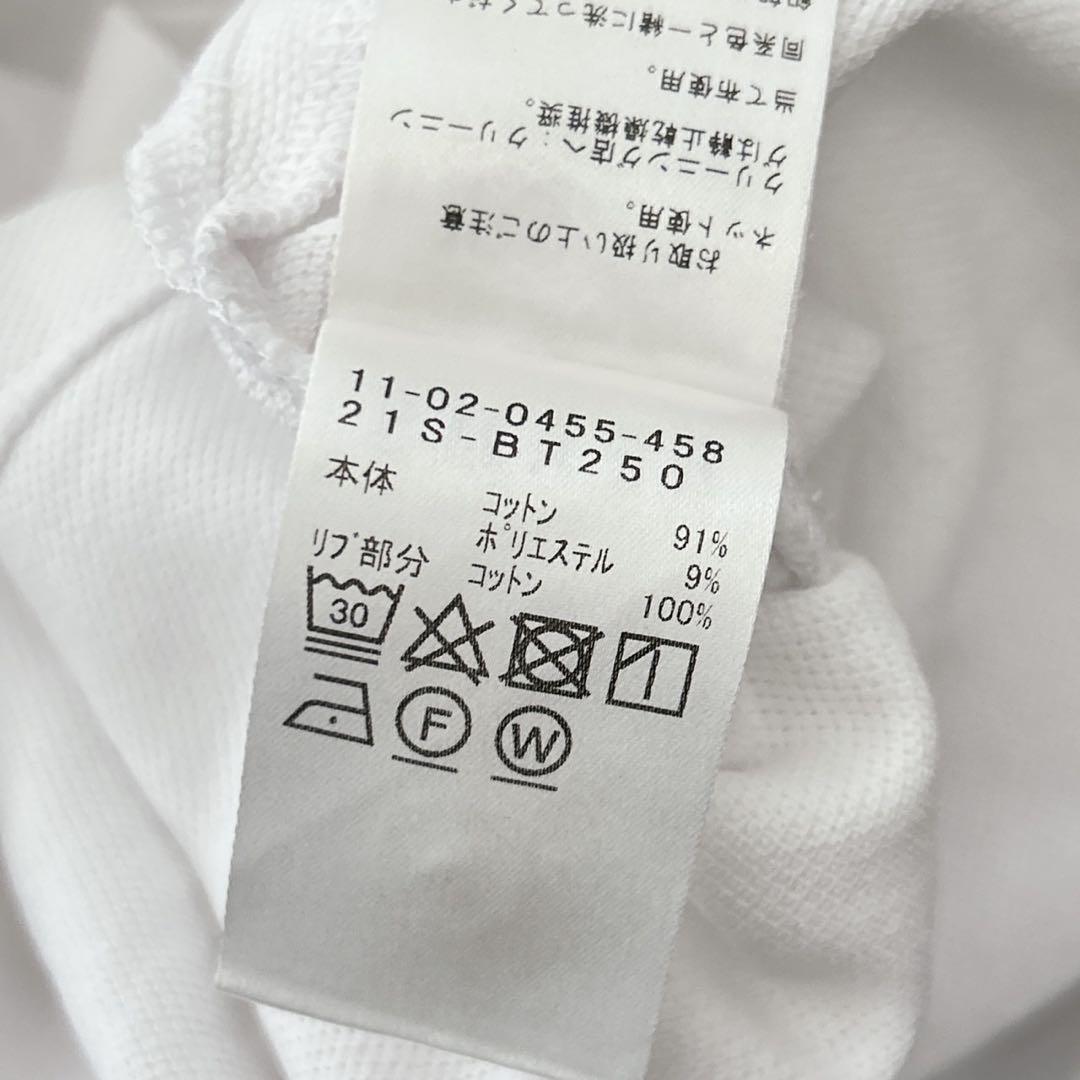 お取り扱い上のご注意
ネット使用。
クリーニング店へ:クリーニン
グは静止乾燥機推奨。
当て布使用。
同系色と一緒に洗ってくだ
11-02-0455-458
21S-BT250
本体 コットン 91%
ポリエステル 9%
リブ部分 コットン 100%
30
F W